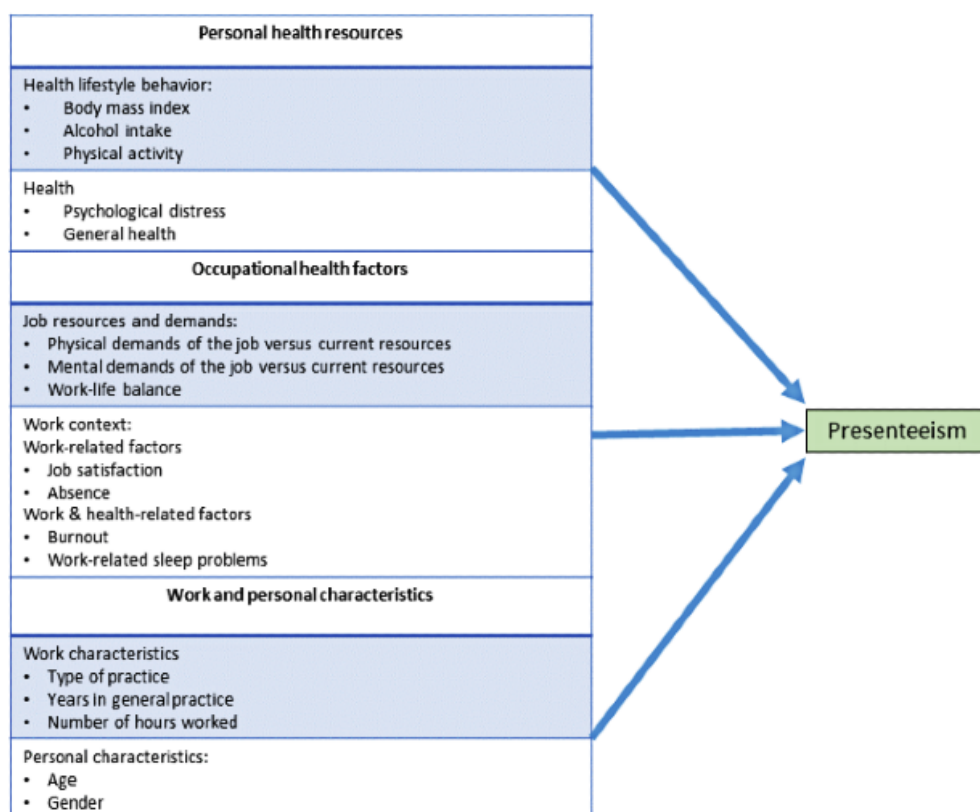 Personal health resources
Health lifestyle behavior:
• Body mass index
• Alcohol intake
• Physical activity
Health
• Psychological distress
• General health
Occupational health factors
Job resources and demands:
• Physical demands of the job versus current resources
• Mental demands of the job versus current resources
• Work-life balance
Work context:
Work-related factors
• Job satisfaction
• Absence
Work & health-related factors
• Burnout
• Work-related sleep problems
Work and personal characteristics
Work characteristics
• Type of practice
• Years in general practice
• Number of hours worked
Personal characteristics:
• Age
• Gender
Presenteeism